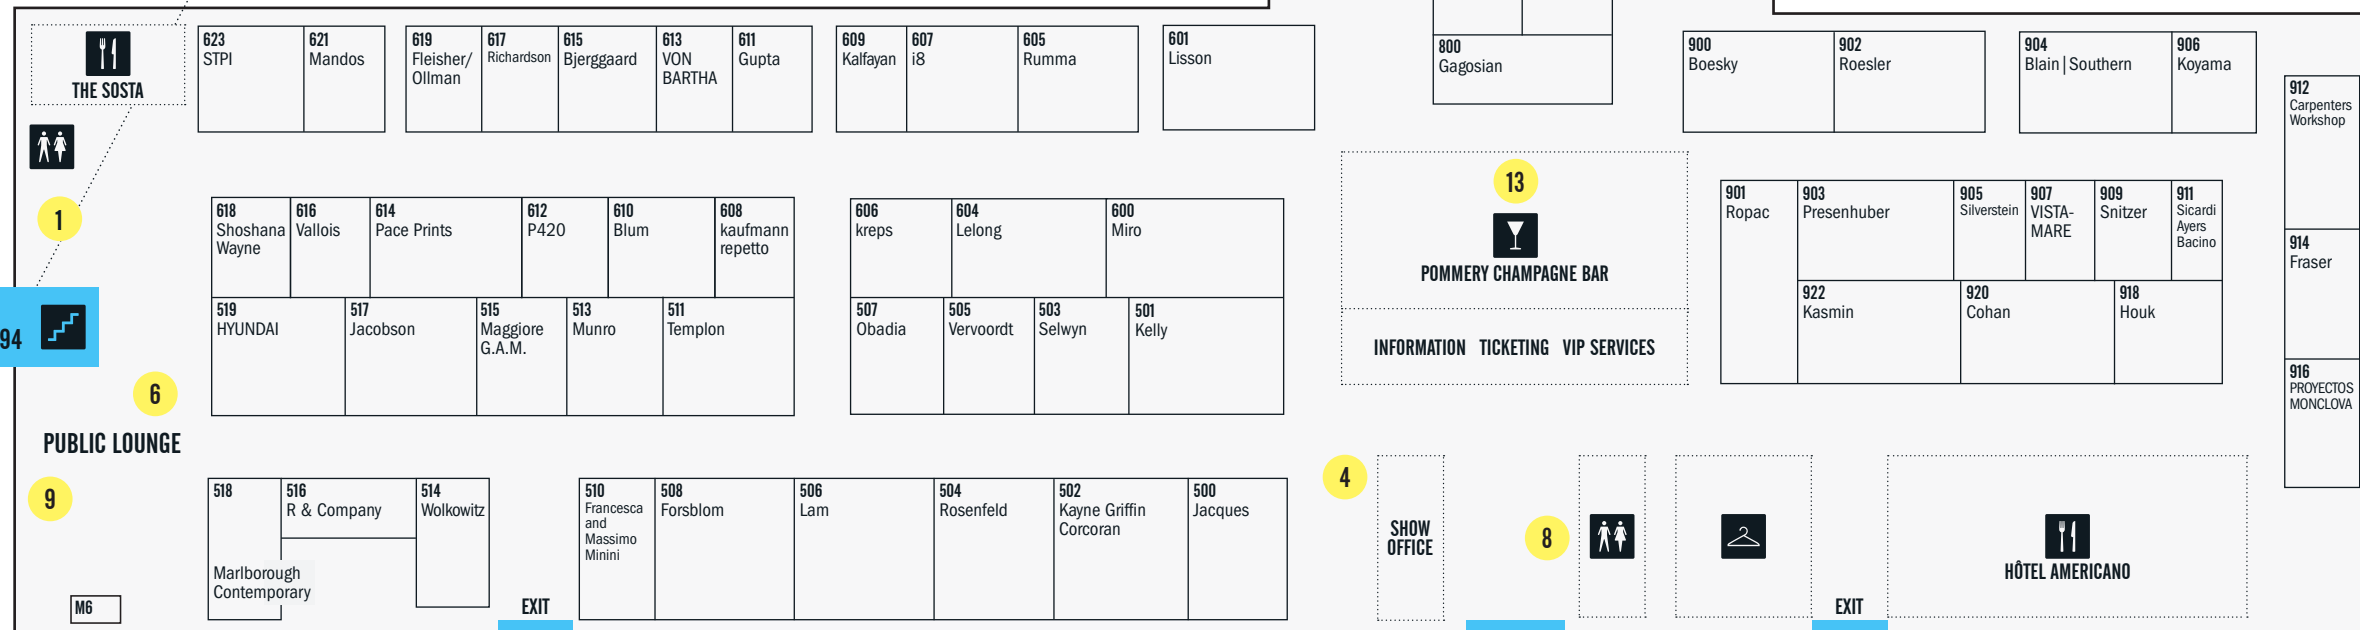 THE SOSTA
623
STPI
621
Mandos
619
Fleisher/
Ollman
617
Richardson
615
Bjerggaard
613
VON
BARTHA
611
Gupta
609
Kalfayan
607
i8
605
Rumma
601
Lisson
800
Gagosian
900
Boesky
902
Roesler
904
Blain|Southern
906
Koyama
912
Carpenters
Workshop
914
Fraser
916
PROYECTOS
MONCLOVA
1
618
Shoshana
Wayne
616
Vallois
614
Pace Prints
612
P420
610
Blum
608
kaufmann
repetto
606
kreps
604
Lelong
600
Miro
13
POMMERY CHAMPAGNE BAR
INFORMATION TICKETING VIP SERVICES
901
Ropac
903
Presenhuber
905
Silverstein
907
VISTA-
MARE
909
Snitzer
911
Sicardi
Ayers
Bacino
922
Kasmin
920
Cohan
918
Houk
94
519
HYUNDAI
517
Jacobson
515
Maggiore
G.A.M.
513
Munro
511
Templon
507
Obadia
505
Vervoordt
503
Selwyn
501
Kelly
6
PUBLIC LOUNGE
9
M6
518
Marlborough
Contemporary
516
R & Company
514
Wolkowitz
EXIT
510
Francesca
and
Massimo
Minini
508
Forsblom
506
Lam
504
Rosenfeld
502
Kayne Griffin
Corcoran
500
Jacques
4
SHOW
OFFICE
8
EXIT
HÔTEL AMERICANO